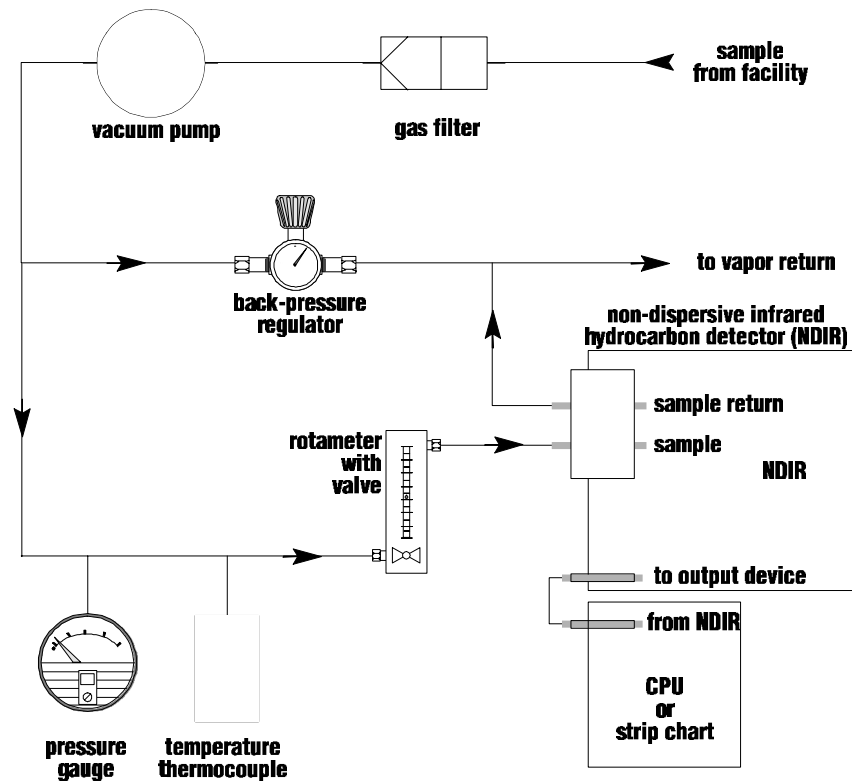 sample
from facility
vacuum pump
gas filter
back-pressure
regulator
to vapor return
non-dispersive infrared
hydrocarbon detector (NDIR)
sample return
rotameter
with
valve
sample
NDIR
to output device
from NDIR
CPU
or
strip chart
pressure
gauge
temperature
thermocouple